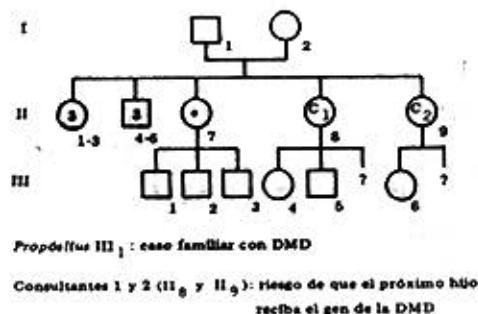 I
1
2
II
3
3
C1
C2
1-3
4-6
7
8
9
III
?
?
1
2
3
4
5
6
Propósitus III1 : caso familiar con DMD
Consultantes 1 y 2 (II8 y II9): riesgo de que el próximo hijo
reciba el gen de la DMD